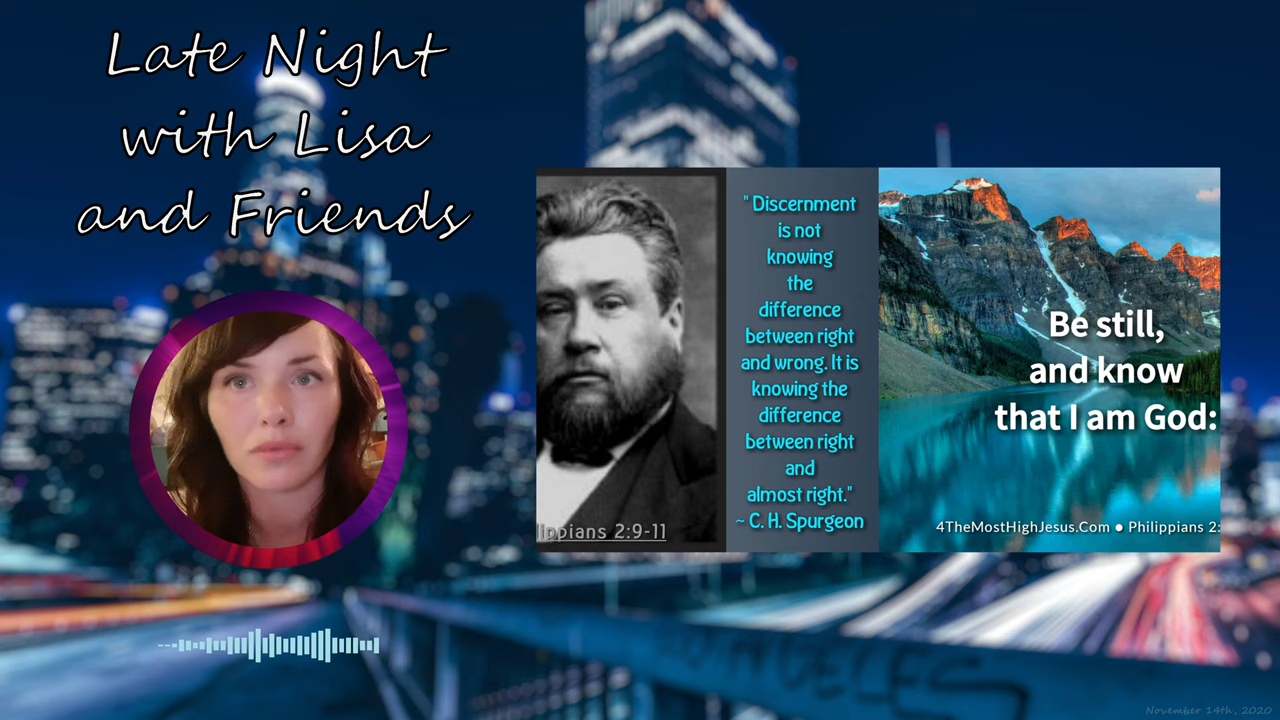 Late Night
with Lisa
and Friends
" Discernment
is not
knowing
the
difference
between right
and wrong. It is
knowing the
difference
between right
and
almost right."
~ C. H. Spurgeon
lippians 2:9-11
Be still,
and know
that I am God:
4TheMostHighJesus.Com ● Philippians 2:
November 14th, 2020